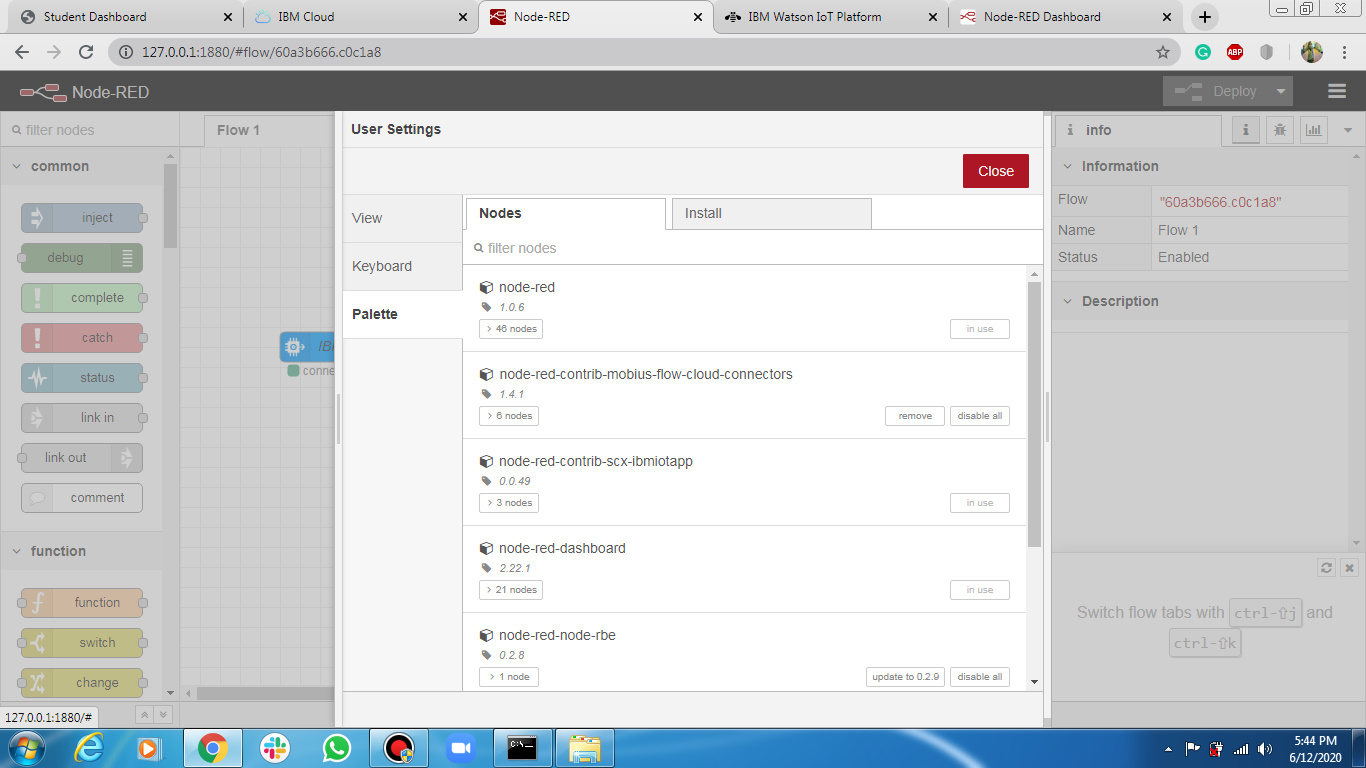 Student Dashboard
IBM Cloud
Node-RED
IBM Watson IoT Platform
Node-RED Dashboard
127.0.0.1:1880/#flow/60a3b666.c0c1a8
ABP
Node-RED
Deploy
filter nodes
Flow 1
common
inject
debug
complete
catch
status
link in
link out
comment
function
function
switch
change
conne
User Settings
Close
View
Keyboard
Palette
Nodes
Install
filter nodes
node-red
1.0.6
46 nodes
in use
node-red-contrib-mobius-flow-cloud-connectors
1.4.1
6 nodes
remove
disable all
node-red-contrib-scx-ibmiotapp
0.0.49
3 nodes
in use
node-red-dashboard
2.22.1
21 nodes
in use
node-red-node-rbe
0.2.8
1 node
update to 0.2.9
disable all
info
Information
Flow "60a3b666.c0c1a8"
Name Flow 1
Status Enabled
Description
Switch flow tabs with ctrl-⇧j and
ctrl-⇧k
127.0.0.1:1880/#
5:44 PM
6/12/2020